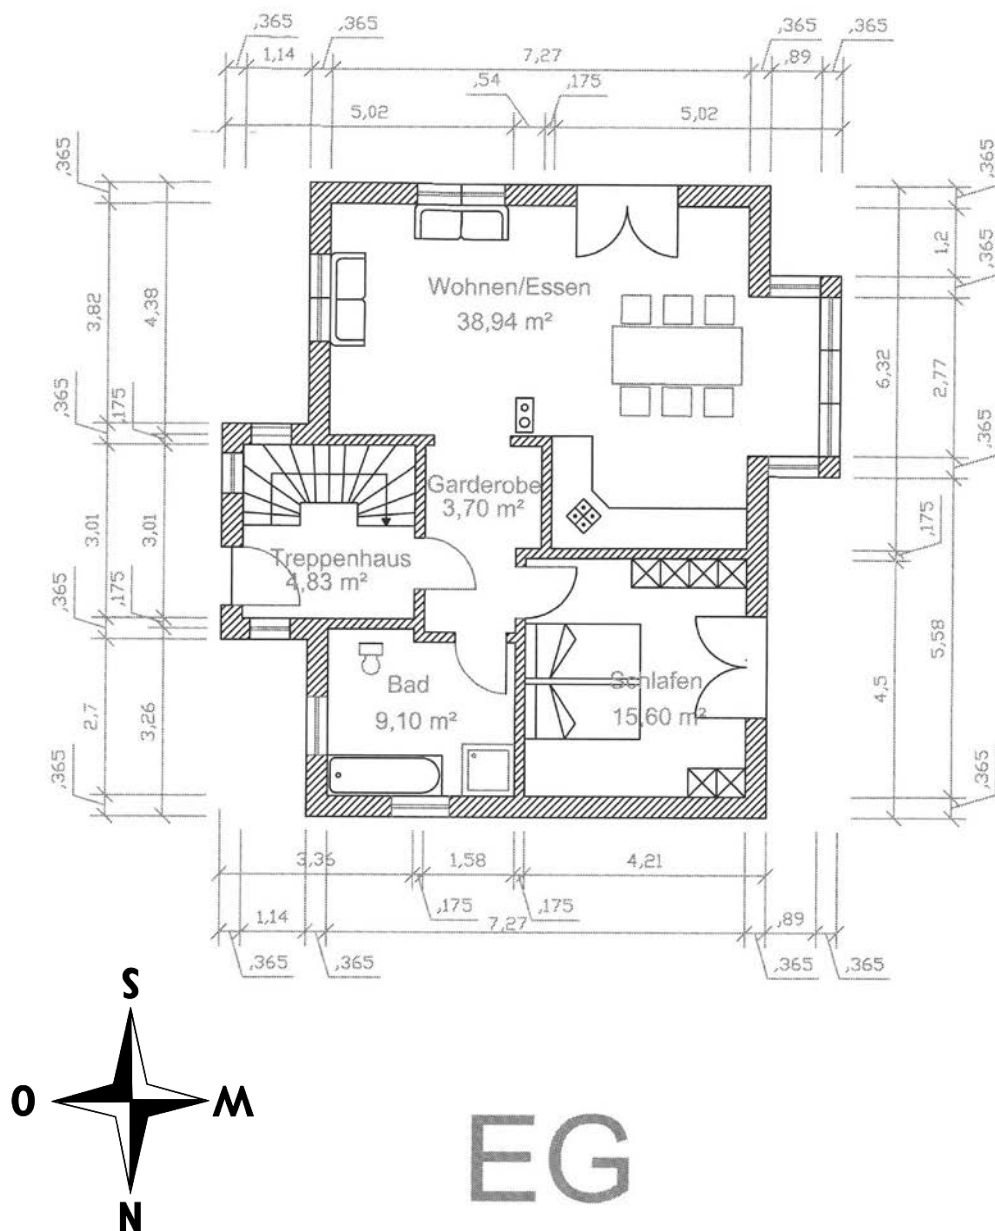 ,365 ,365 ,365 ,365
1,14 7,27 ,89
,54 ,175
5,02 5,02
,365 ,365
1,2
,365
3,82 4,38
Wohnen/Essen
38,94 m²
6,32 2,77
,365 ,175
,365
Garderobe
3,70 m²
,175
3,01 3,01
Treppenhaus
4,83 m²
,365 ,175
5,58
4,5
Bad
9,10 m²
Schlafen
15,60 m²
2,7 3,26
,365 ,365
3,36 1,58 4,21
,175 ,175
1,14 7,27 ,89
,365 ,365 ,365 ,365
S
O W
N
EG